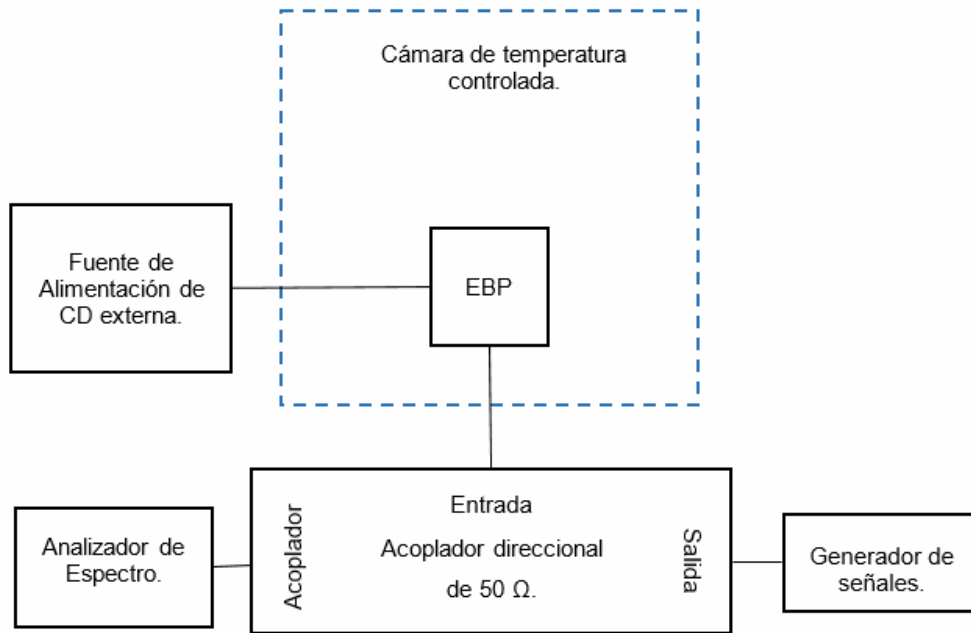 Cámara de temperatura
controlada.
Fuente de
Alimentación de
CD externa.
EBP
Analizador de
Espectro.
Acoplador
Entrada
Acoplador direccional
de 50 Ω.
Salida
Generador de
señales.